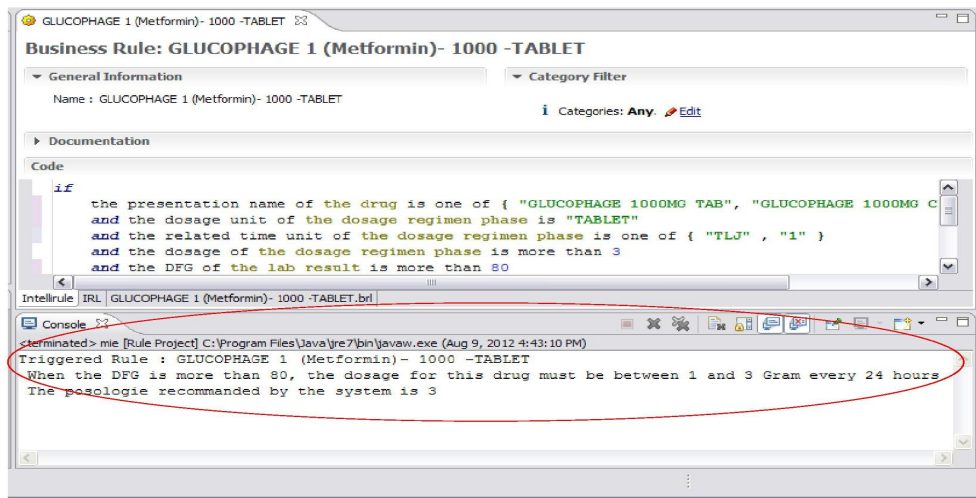 GLUCOPHAGE 1 (Metformin)- 1000 -TABLET
Business Rule: GLUCOPHAGE 1 (Metformin)- 1000 -TABLET
General Information
Category Filter
Name : GLUCOPHAGE 1 (Metformin)- 1000 -TABLET
i Categories: Any. Edit
Documentation
Code
if
the presentation name of the drug is one of { "GLUCOPHAGE 1000MG TAB", "GLUCOPHAGE 1000MG C
and the dosage unit of the dosage regimen phase is "TABLET"
and the related time unit of the dosage regimen phase is one of { "TLJ" , "1" }
and the dosage of the dosage regimen phase is more than 3
and the DFG of the lab result is more than 80
Intellirule IRL GLUCOPHAGE 1 (Metformin)- 1000 -TABLET.brl
Console
<terminated> mie [Rule Project] C:\Program Files\Java\jre7\bin\javaw.exe (Aug 9, 2012 4:43:10 PM)
Triggered Rule : GLUCOPHAGE 1 (Metformin)- 1000 -TABLET
When the DFG is more than 80, the dosage for this drug must be between 1 and 3 Gram every 24 hours
The posologie recommanded by the system is 3